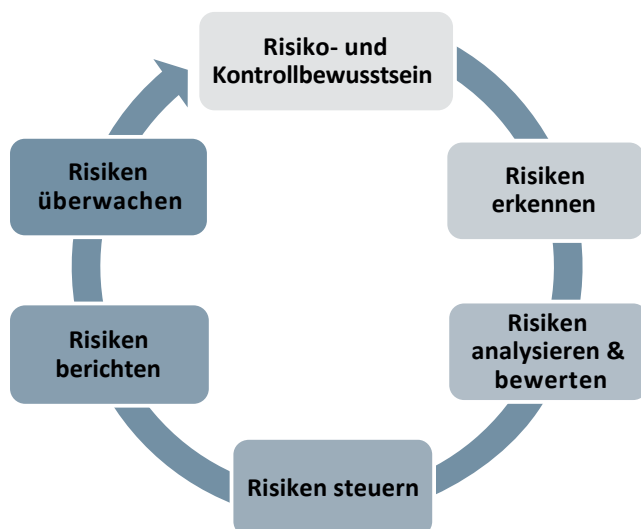 Risiko- und
Kontrollbewusstsein
Risiken
erkennen
Risiken
analysieren &
bewerten
Risiken steuern
Risiken
berichten
Risiken
überwachen